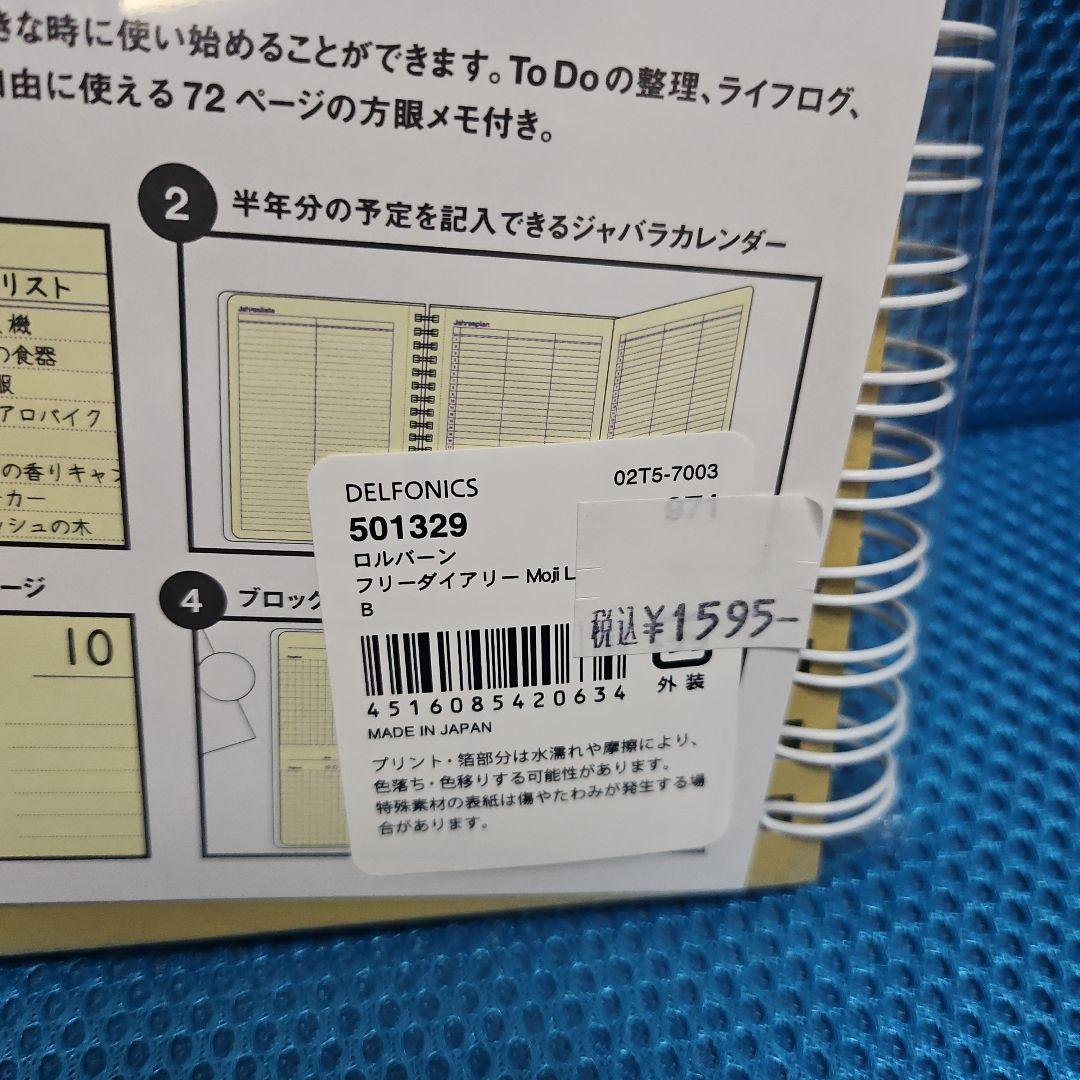 きな時に使い始めることができます。To Doの整理、ライフログ、
自由に使える72ページの方眼メモ付き。
2 半年分の予定を記入できるジャバラカレンダー
Jahresliste
Jahresplan
リスト
機
の食器
服
アロバイク
の香りキャン
ーカー
ッシュの木
ージ
10
4 ブロック
DELFONICS
02T5-7003
501329
971
ロルバーン
フリーダイアリー Moji L
B
税込¥1595-
4516085420634
外装
MADE IN JAPAN
プリント・箔部分は水濡れや摩擦により、
色落ち・色移りする可能性があります。
特殊素材の表紙は傷やたわみが発生する場
合があります。